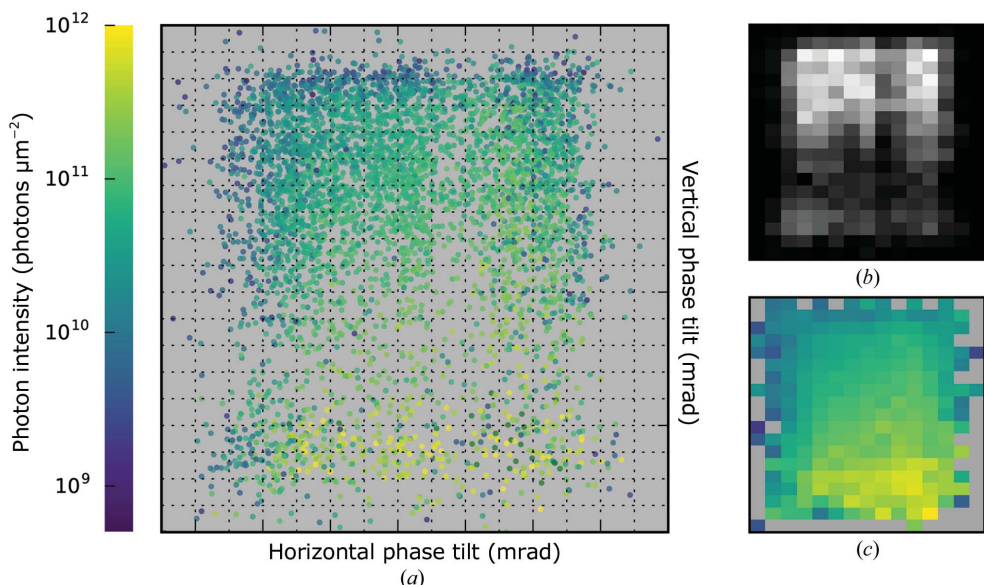 10¹²
10¹¹
10¹⁰
10⁹
Photon intensity (photons µm⁻²)
Horizontal phase tilt (mrad)
Vertical phase tilt (mrad)
(a)
(b)
(c)